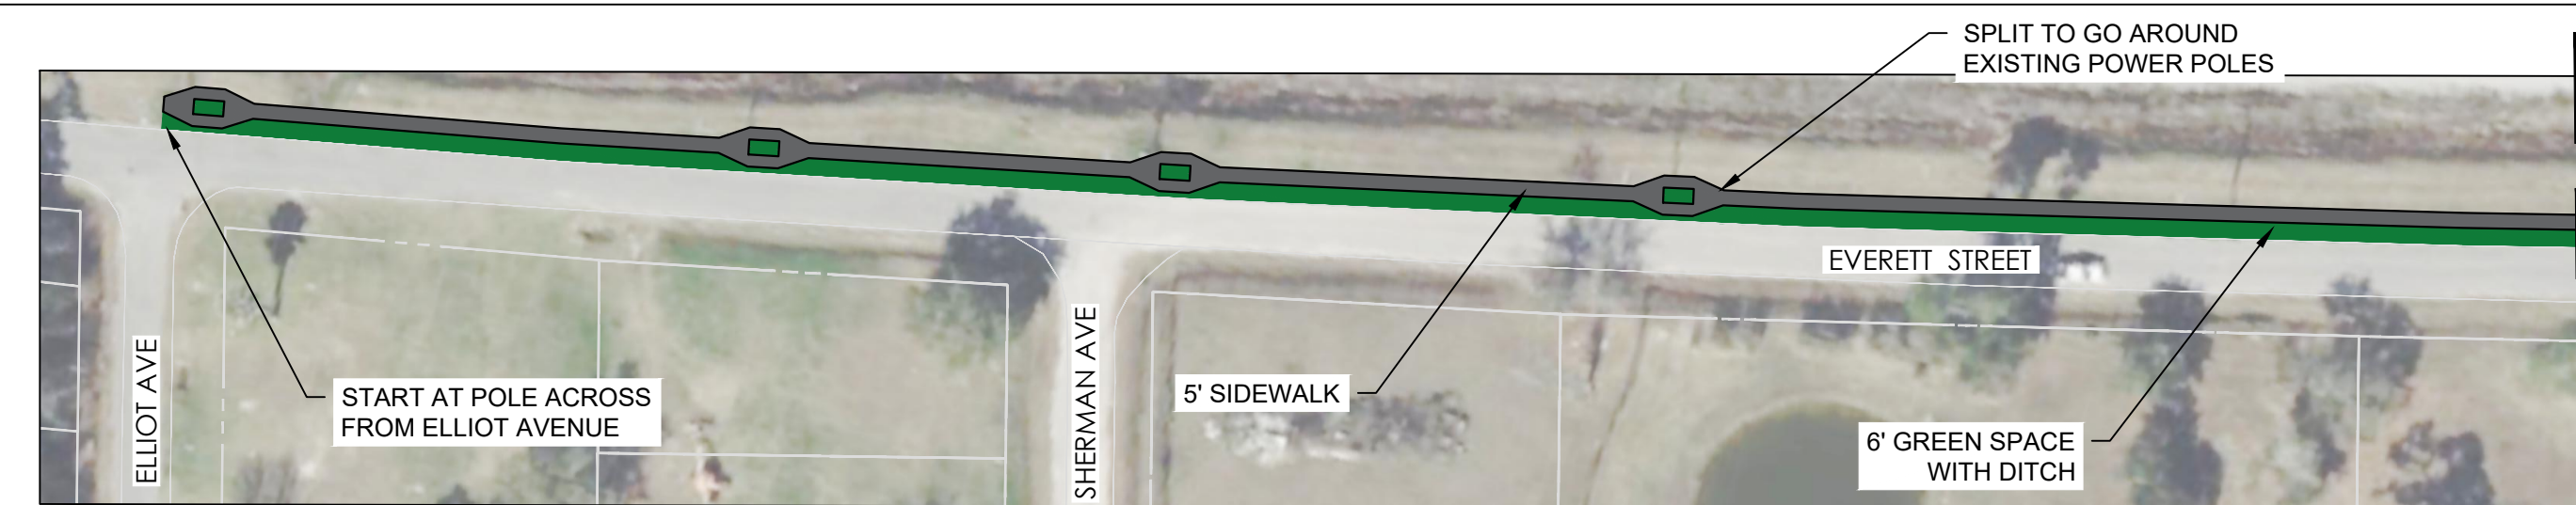 SPLIT TO GO AROUND
EXISTING POWER POLES
EVERETT STREET
ELLIOT AVE
START AT POLE ACROSS
FROM ELLIOT AVENUE
SHERMAN AVE
5' SIDEWALK
6' GREEN SPACE
WITH DITCH